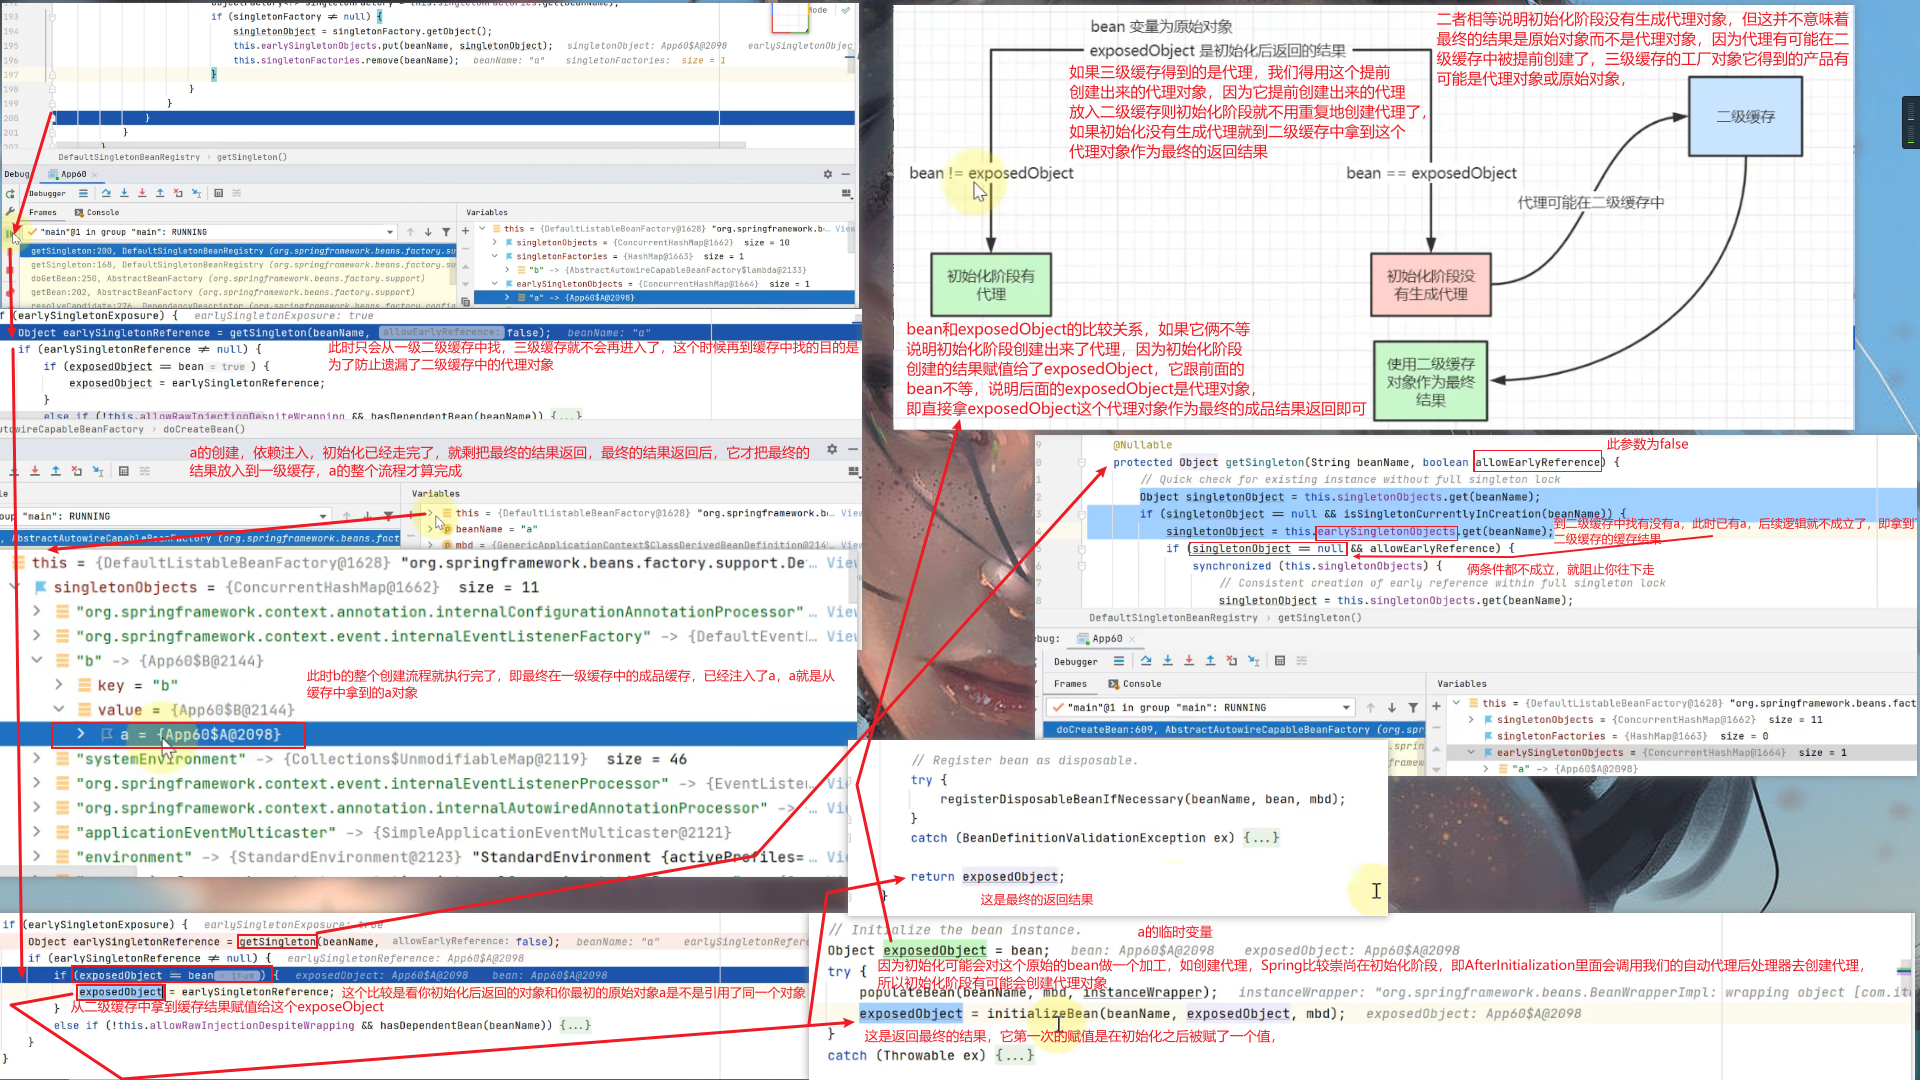 193 if (singletonFactory ≠ null) {
194 singletonObject = singletonFactory.getObject();
195 this.earlySingletonObjects.put(beanName, singletonObject); singletonObject: App60$A@2098 earlySingletonObjec
196 this.singletonFactories.remove(beanName); beanName: "a" singletonFactories: size = 1
197 }
198 }
199 }
200 }
201 }
DefaultSingletonBeanRegistry › getSingleton()
Debug App60
Debugger
Frames Console Variables
"main"@1 in group "main": RUNNING
getSingleton:200, DefaultSingletonBeanRegistry (org.springframework.beans.factory.su
getSingleton:168, DefaultSingletonBeanRegistry (org.springframework.beans.factory.su
doGetBean:250, AbstractBeanFactory (org.springframework.beans.factory.support)
getBean:202, AbstractBeanFactory (org.springframework.beans.factory.support)
resolveCandidate:276, DependencyDescriptor (org.springframework.beans.factory.config
this = {DefaultListableBeanFactory@1628} "org.springframework.b… View
singletonObjects = {ConcurrentHashMap@1662} size = 10
singletonFactories = {HashMap@1663} size = 1
"b" -> {AbstractAutowireCapableBeanFactory$lambda@2133}
earlySingletonObjects = {ConcurrentHashMap@1664} size = 1
"a" -> {App60$A@2098}
f (earlySingletonExposure) { earlySingletonExposure: true
Object earlySingletonReference = getSingleton(beanName, allowEarlyReference: false); beanName: "a"
if (earlySingletonReference ≠ null) {
此时只会从一级二级缓存中找，三级缓存就不会再进入了，这个时候再到缓存中找的目的是
为了防止遗漏了二级缓存中的代理对象
if (exposedObject == bean = true ) {
exposedObject = earlySingletonReference;
}
else if (!this.allowRawInjectionDespiteWrapping && hasDependentBean(beanName)) {...}
utowireCapableBeanFactory › doCreateBean()
a的创建，依赖注入，初始化已经走完了，就剩把最终的结果返回，最终的结果返回后，它才把最终的
结果放入到一级缓存，a的整个流程才算完成
Variables
oup "main": RUNNING
AbstractAutowireCapableBeanFactory (org.springframework.beans.fact
this = {DefaultListableBeanFactory@1628} "org.springframework.b… View
beanName = "a"
mbd = {GenericApplicationContext$ClassDerivedBeanDefinition@214
this = {DefaultListableBeanFactory@1628} "org.springframework.beans.factory.support.De… View
singletonObjects = {ConcurrentHashMap@1662} size = 11
"org.springframework.context.annotation.internalConfigurationAnnotationProcessor" … View
"org.springframework.context.event.internalEventListenerFactory" -> {DefaultEventL… View
"b" -> {App60$B@2144}
此时b的整个创建流程就执行完了，即最终在一级缓存中的成品缓存，已经注入了a，a就是从
缓存中拿到的a对象
key = "b"
value = {App60$B@2144}
a = {App60$A@2098}
"systemEnvironment" -> {Collections$UnmodifiableMap@2119} size = 46
"org.springframework.context.event.internalEventListenerProcessor" -> {EventListen… View
"org.springframework.context.annotation.internalAutowiredAnnotationProcessor" -> … View
"applicationEventMulticaster" -> {SimpleApplicationEventMulticaster@2121}
"environment" -> {StandardEnvironment@2123} "StandardEnvironment {activeProfiles=… View
if (earlySingletonExposure) { earlySingletonExposure: true
Object earlySingletonReference = getSingleton(beanName, allowEarlyReference: false); beanName: "a" earlySingletonRefere
if (earlySingletonReference ≠ null) { earlySingletonReference: App60$A@2098
if (exposedObject == bean = true ) { exposedObject: App60$A@2098 bean: App60$A@2098
exposedObject = earlySingletonReference; 这个比较是看你初始化后返回的对象和你最初的原始对象a是不是引用了同一个对象
} 从二级缓存中拿到缓存结果赋值给这个exposeObject
else if (!this.allowRawInjectionDespiteWrapping && hasDependentBean(beanName)) {...}
}
}
bean 变量为原始对象
exposedObject 是初始化后返回的结果
二者相等说明初始化阶段没有生成代理对象，但这并不意味着
最终的结果是原始对象而不是代理对象，因为代理有可能在二
级缓存中被提前创建了，三级缓存的工厂对象它得到的产品有
可能是代理对象或原始对象，
如果三级缓存得到的是代理，我们得用这个提前
创建出来的代理对象，因为它提前创建出来的代理
放入二级缓存则初始化阶段就不用重复地创建代理了，
如果初始化没有生成代理就到二级缓存中拿到这个
代理对象作为最终的返回结果
二级缓存
bean != exposedObject
bean == exposedObject
代理可能在二级缓存中
初始化阶段有
代理
初始化阶段没
有生成代理
bean和exposedObject的比较关系，如果它俩不等
说明初始化阶段创建出来了代理，因为初始化阶段
创建的结果赋值给了exposedObject，它跟前面的
bean不等，说明后面的exposedObject是代理对象，
即直接拿exposedObject这个代理对象作为最终的成品结果返回即可
使用二级缓存
对象作为最终
结果
@Nullable
此参数为false
protected Object getSingleton(String beanName, boolean allowEarlyReference) {
// Quick check for existing instance without full singleton lock
Object singletonObject = this.singletonObjects.get(beanName);
if (singletonObject == null && isSingletonCurrentlyInCreation(beanName)) {
singletonObject = this.earlySingletonObjects.get(beanName);
到二级缓存中找有没有a，此时已有a，后续逻辑就不成立了，即拿到了
二级缓存的缓存结果
if (singletonObject == null && allowEarlyReference) {
synchronized (this.singletonObjects) {
俩条件都不成立，就阻止你往下走
// Consistent creation of early reference within full singleton lock
singletonObject = this.singletonObjects.get(beanName);
DefaultSingletonBeanRegistry › getSingleton()
bug: App60
Debugger
Frames Console Variables
"main"@1 in group "main": RUNNING
doCreateBean:609, AbstractAutowireCapableBeanFactory (org.spr
this = {DefaultListableBeanFactory@1628} "org.springframework.beans.fact
singletonObjects = {ConcurrentHashMap@1662} size = 11
singletonFactories = {HashMap@1663} size = 0
earlySingletonObjects = {ConcurrentHashMap@1664} size = 1
"a" -> {App60$A@2098}
// Register bean as disposable.
try {
registerDisposableBeanIfNecessary(beanName, bean, mbd);
}
catch (BeanDefinitionValidationException ex) {...}
return exposedObject;
这是最终的返回结果
}
// Initialize the bean instance.
a的临时变量
Object exposedObject = bean; bean: App60$A@2098 exposedObject: App60$A@2098
try {
因为初始化可能会对这个原始的bean做一个加工，如创建代理，Spring比较崇尚在初始化阶段，即AfterInitialization里面会调用我们的自动代理后处理器去创建代理，
所以初始化阶段有可能会创建代理对象
populateBean(beanName, mbd, instanceWrapper); instanceWrapper: "org.springframework.beans.BeanWrapperImpl: wrapping object [com.it
exposedObject = initializeBean(beanName, exposedObject, mbd); exposedObject: App60$A@2098
}
这是返回最终的结果，它第一次的赋值是在初始化之后被赋了一个值，
catch (Throwable ex) {...}